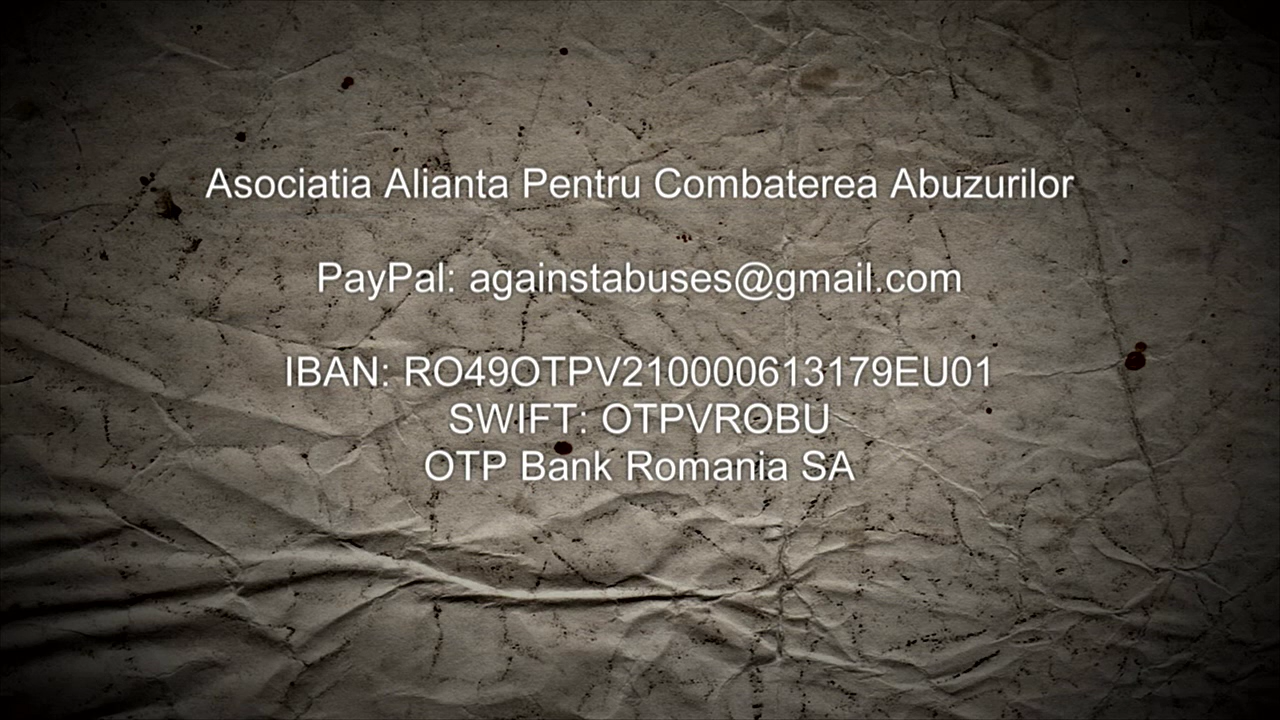 Asociatia Alianta Pentru Combaterea Abuzurilor
PayPal: againstabuses@gmail.com
IBAN: RO49OTPV210000613179EU01
SWIFT: OTPVROBU
OTP Bank Romania SA